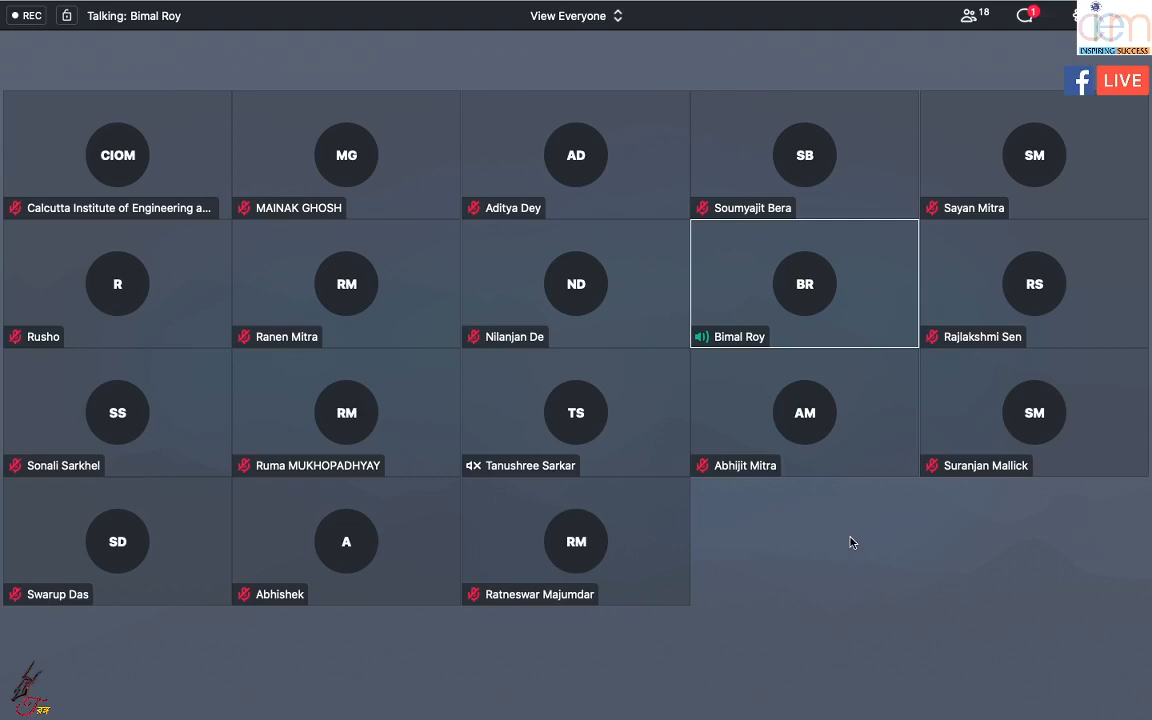 REC
Talking: Bimal Roy
View Everyone
18
1
INSPIRING SUCCESS
f LIVE
CIOM
MG
AD
SB
SM
Calcutta Institute of Engineering a...
MAINAK GHOSH
Aditya Dey
Soumyajit Bera
Sayan Mitra
R
RM
ND
BR
RS
Rusho
Ranen Mitra
Nilanjan De
Bimal Roy
Rajlakshmi Sen
SS
RM
TS
AM
SM
Sonali Sarkhel
Ruma MUKHOPADHYAY
Tanushree Sarkar
Abhijit Mitra
Suranjan Mallick
SD
A
RM
Swarup Das
Abhishek
Ratneswar Majumdar